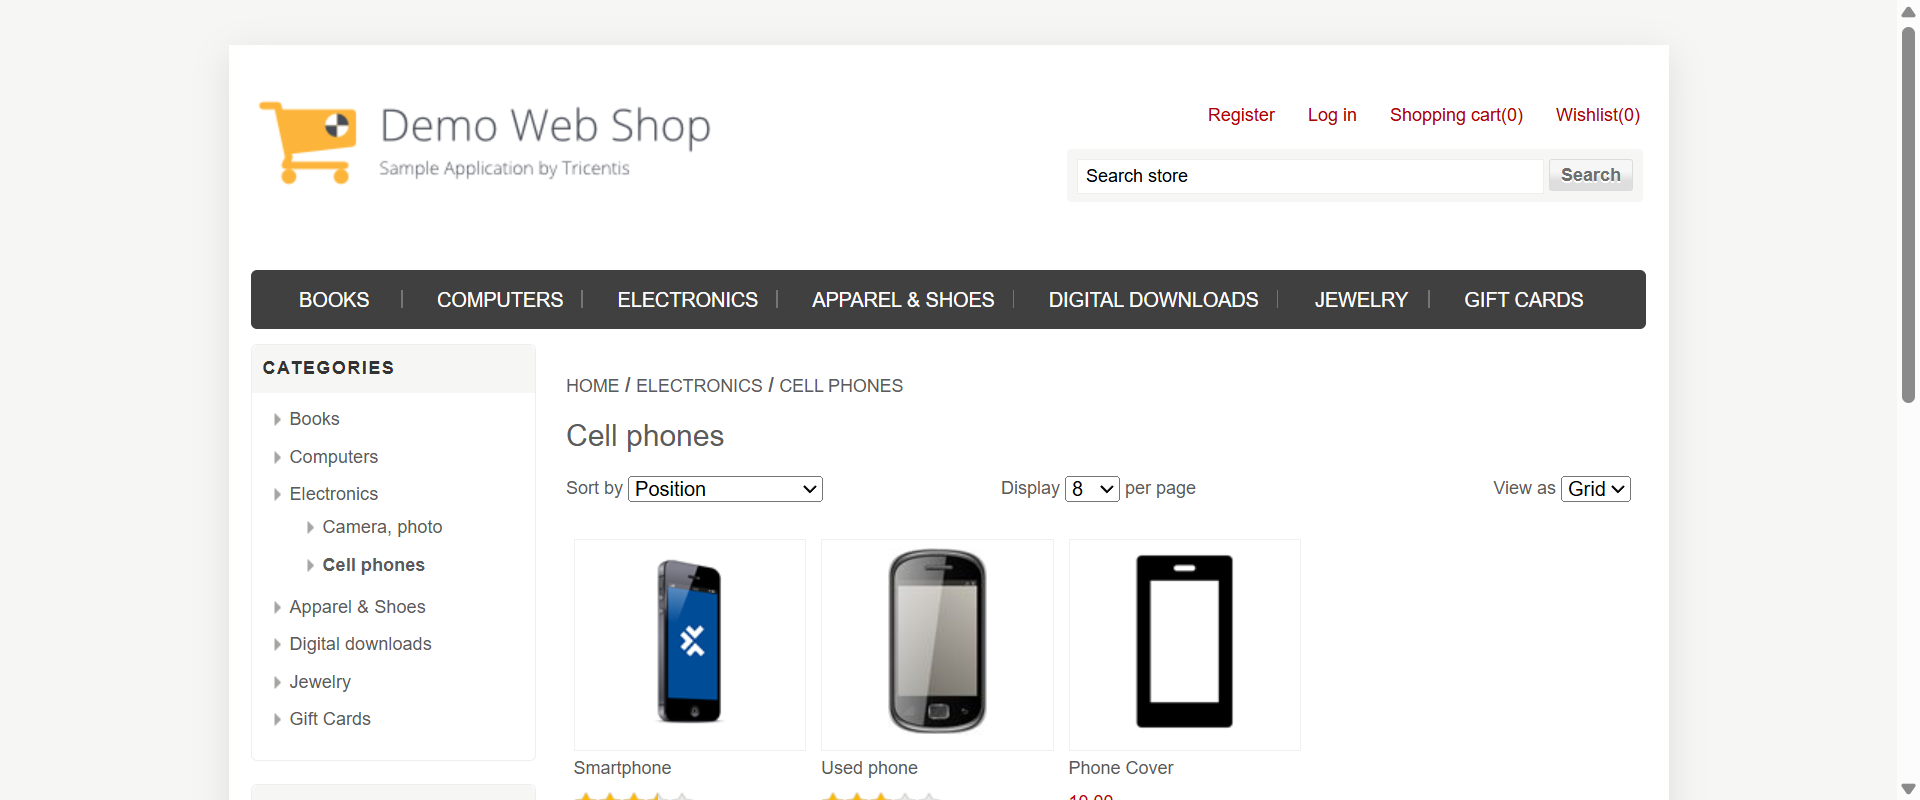 Demo Web Shop
Sample Application by Tricentis
Register Log in Shopping cart(0) Wishlist(0)
Search store Search
BOOKS COMPUTERS ELECTRONICS APPAREL & SHOES DIGITAL DOWNLOADS JEWELRY GIFT CARDS
CATEGORIES
Books
Computers
Electronics
Camera, photo
Cell phones
Apparel & Shoes
Digital downloads
Jewelry
Gift Cards
HOME / ELECTRONICS / CELL PHONES
Cell phones
Sort by Position Display 8 per page View as Grid
Smartphone Used phone Phone Cover
10.00